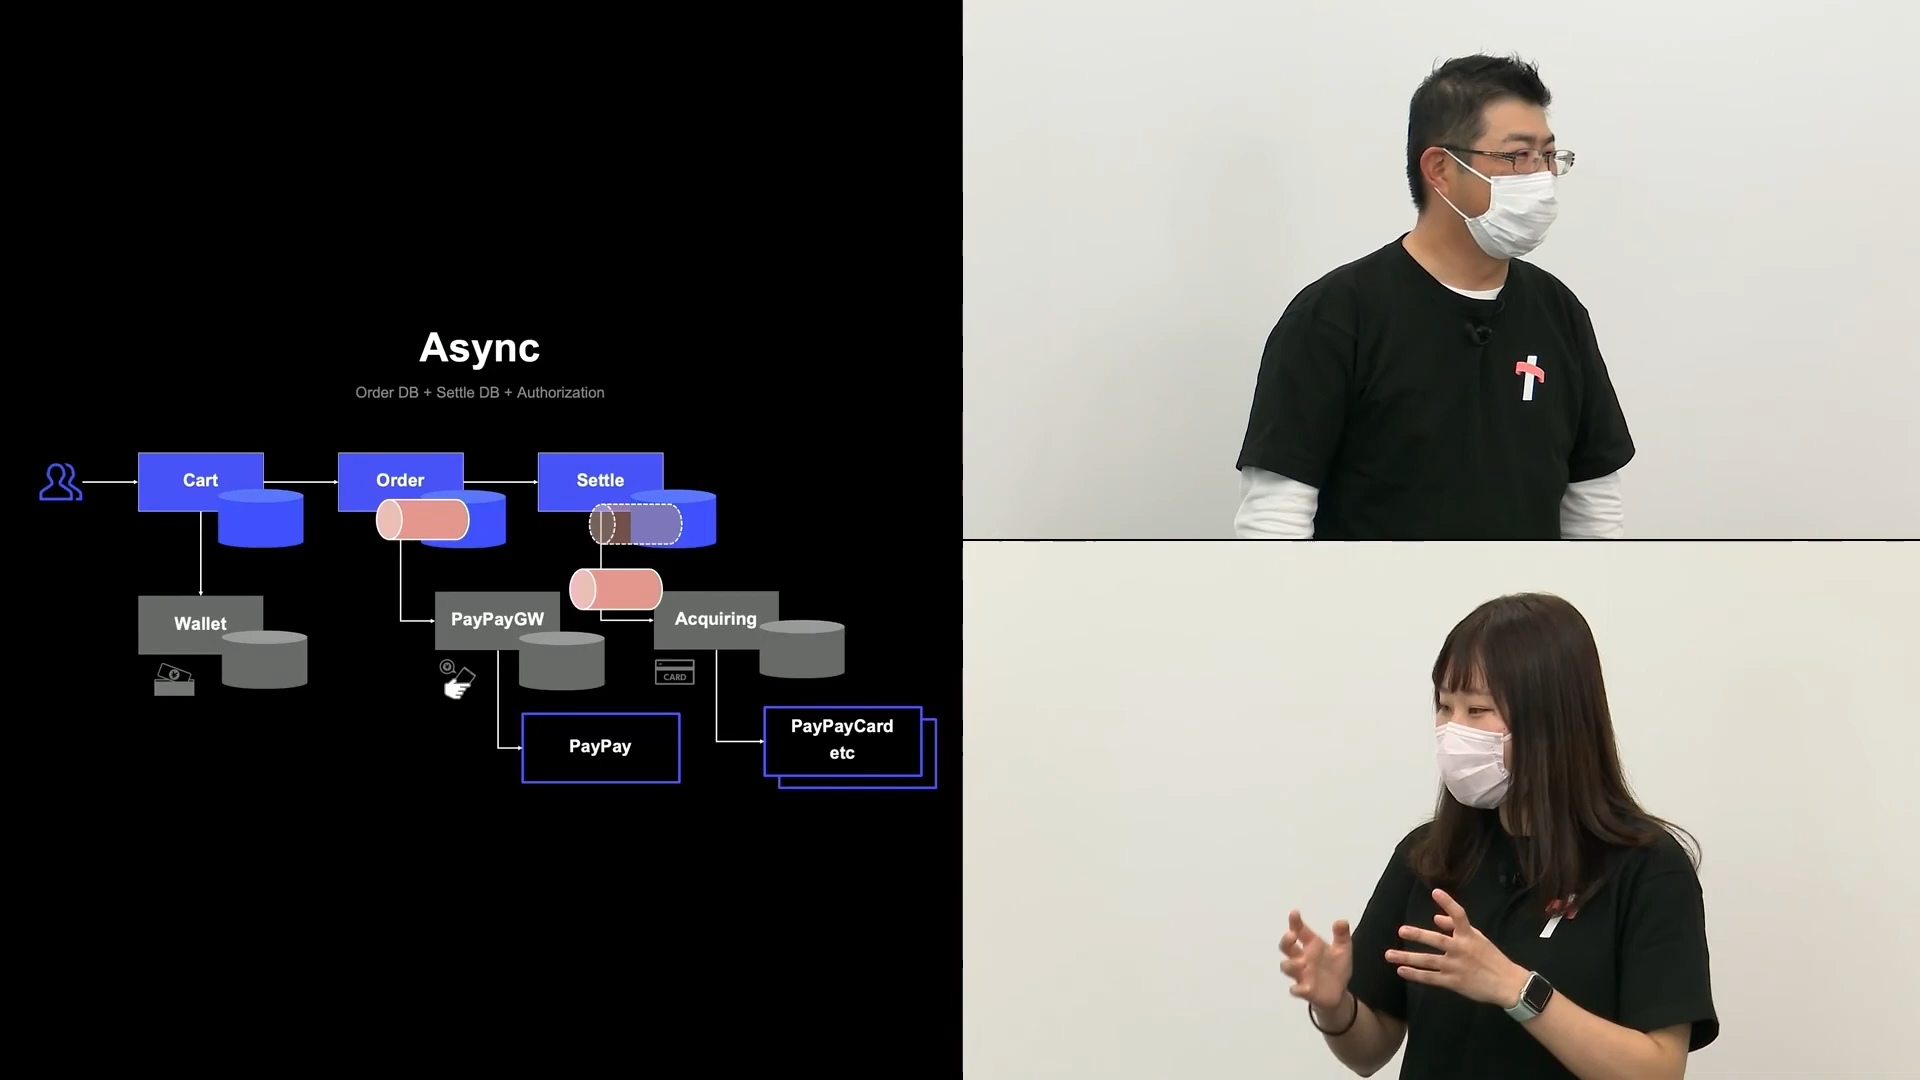 Async
Order DB + Settle DB + Authorization
Cart
Order
Settle
Wallet
PayPayGW
Acquiring
CARD
PayPay
PayPayCard
etc